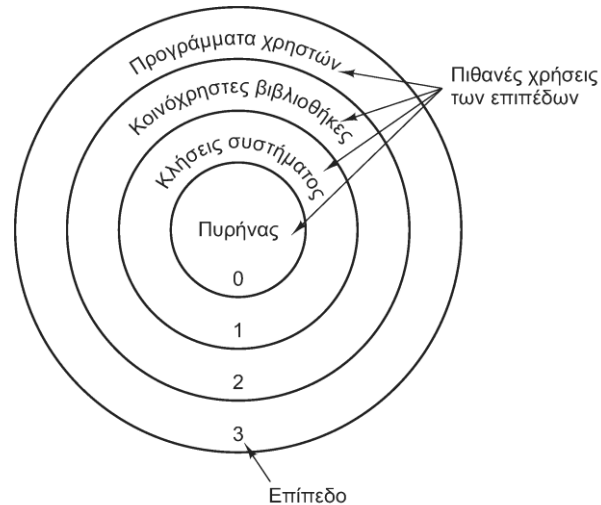 Προγράμματα χρηστών
Κοινόχρηστες βιβλιοθήκες
Κλήσεις συστήματος
Πυρήνας
0
1
2
3
Πιθανές χρήσεις
των επιπέδων
Επίπεδο